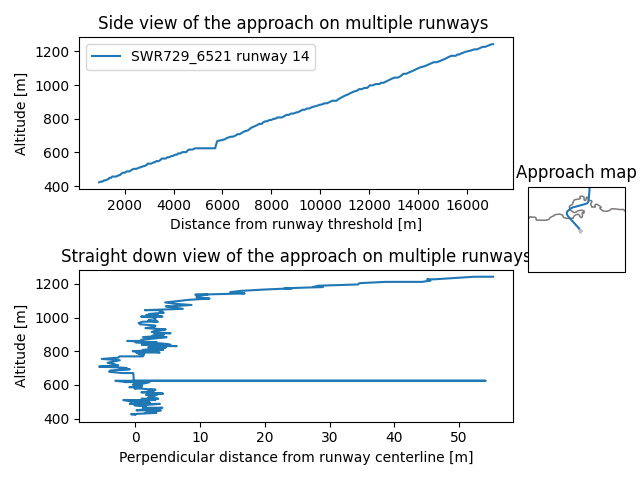 Side view of the approach on multiple runways
SWR729_6521 runway 14
Altitude [m]
1200
1000
800
600
400
2000 4000 6000 8000 10000 12000 14000 16000
Distance from runway threshold [m]
Approach map
Straight down view of the approach on multiple runways
Altitude [m]
1200
1000
800
600
400
0 10 20 30 40 50
Perpendicular distance from runway centerline [m]